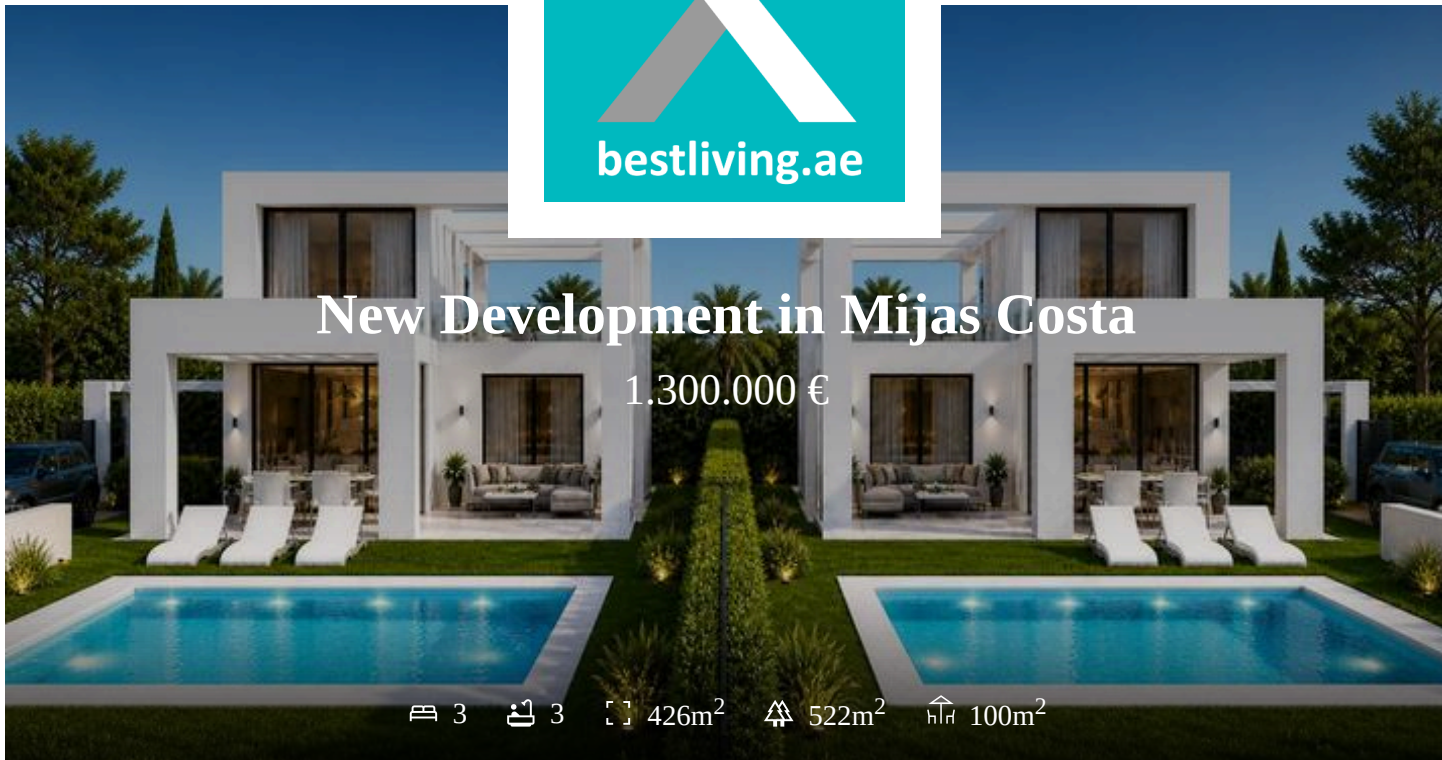 bestliving.ae
New Development in Mijas Costa
1.300.000 €
3 3 426m² 522m² 100m²